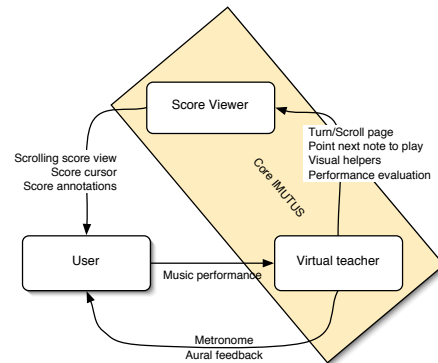 Score Viewer
Turn/Scroll page
Point next note to play
Visual helpers
Performance evaluation
Scrolling score view
Score cursor
Score annotations
Core IMUTUS
User
Virtual teacher
Music performance
Metronome
Aural feedback